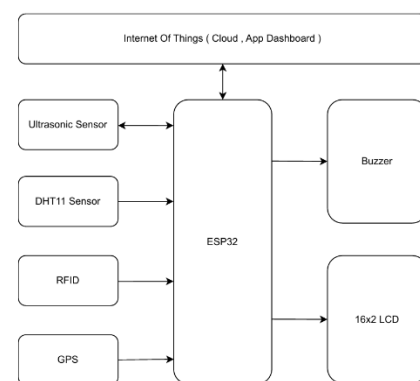 Internet Of Things ( Cloud , App Dashboard )
Ultrasonic Sensor
DHT11 Sensor
RFID
GPS
ESP32
Buzzer
16x2 LCD